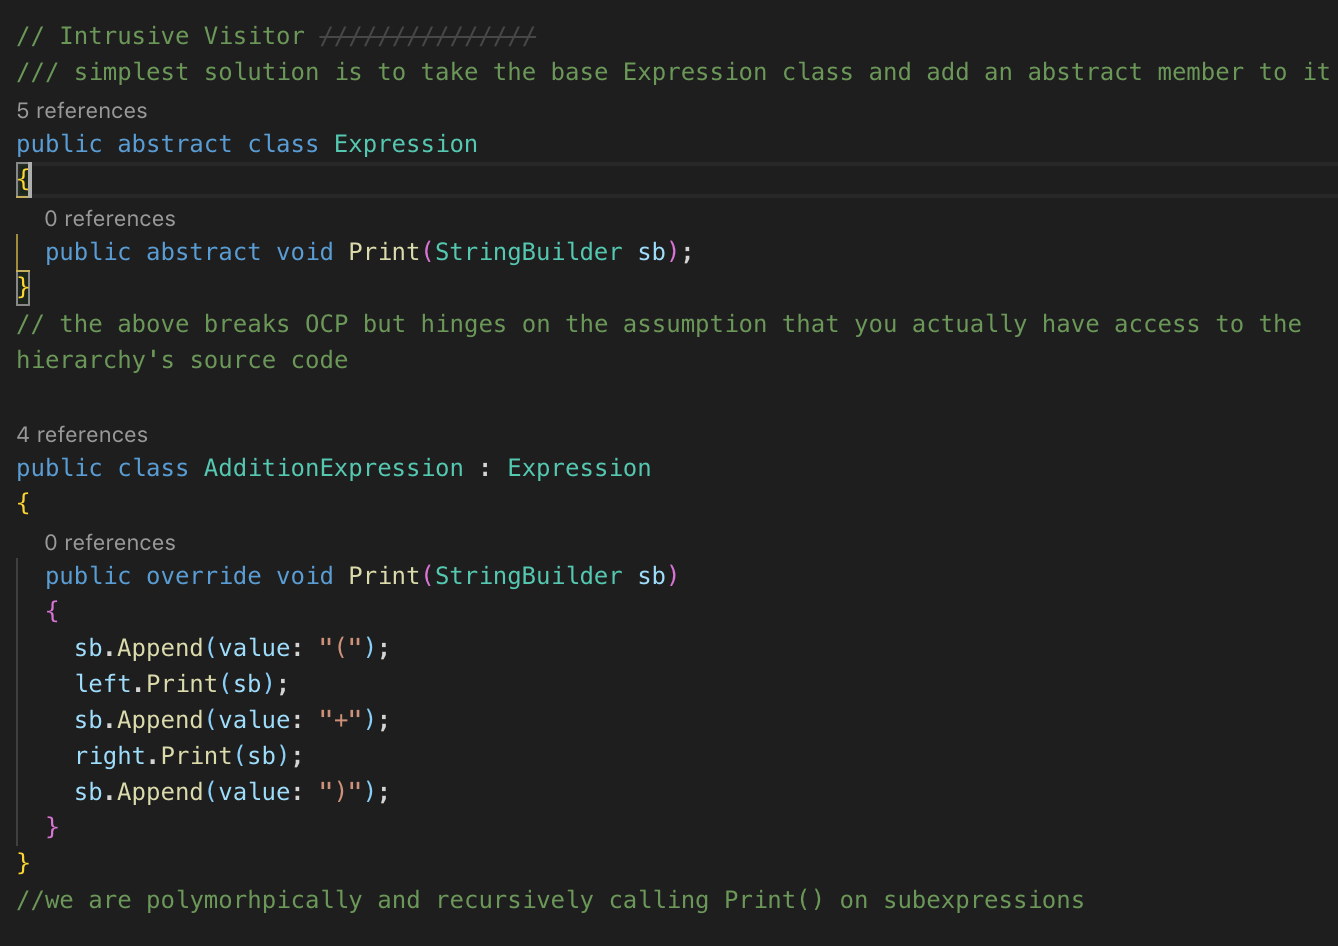 // Intrusive Visitor ///////////////
/// simplest solution is to take the base Expression class and add an abstract member to it
5 references
public abstract class Expression
{
0 references
public abstract void Print(StringBuilder sb);
}
// the above breaks OCP but hinges on the assumption that you actually have access to the
hierarchy's source code
4 references
public class AdditionExpression : Expression
{
0 references
public override void Print(StringBuilder sb)
{
sb.Append(value: "(");
left.Print(sb);
sb.Append(value: "+");
right.Print(sb);
sb.Append(value: ")");
}
}
//we are polymorhpically and recursively calling Print() on subexpressions